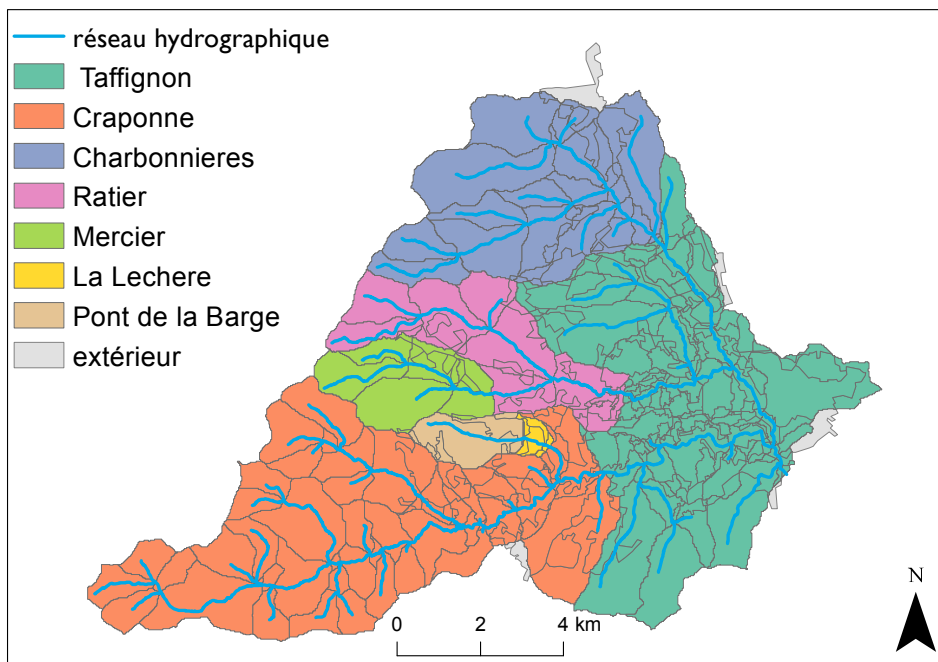 réseau hydrographique
Taffignon
Craponne
Charbonnieres
Ratier
Mercier
La Lechere
Pont de la Barge
extérieur
N
0 2 4 km